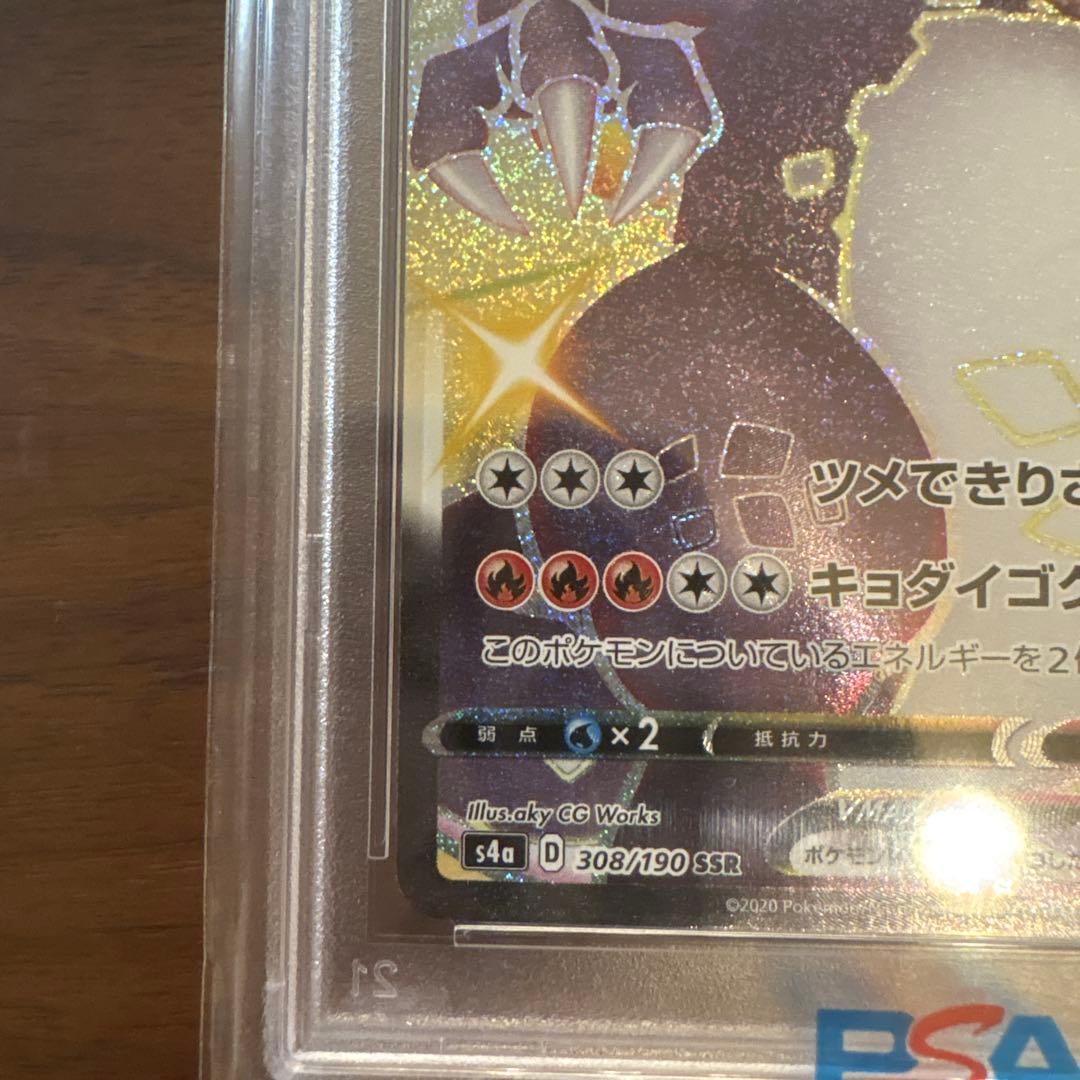 ツメできりさ
キョダイゴク
このポケモンについているエネルギーを2
弱点 ×2 抵抗力
Illus.aky CG Works
VMA
s4a D 308/190 SSR
ポケモン
©2020 Pokémon
21
PSA